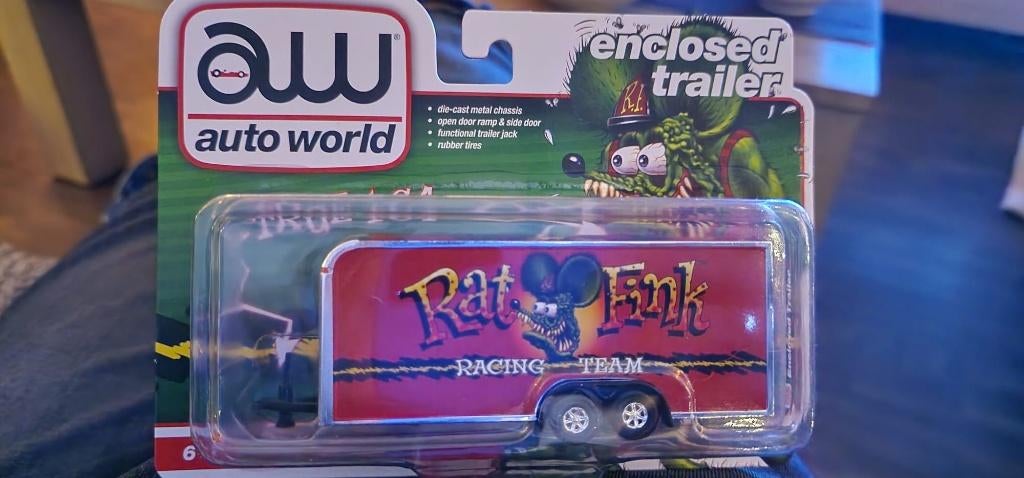 aw®
auto world
enclosed
trailer
• die-cast metal chassis
• open door ramp & side door
• functional trailer jack
• rubber tires
R.F.
Rat Fink
RACING TEAM
6